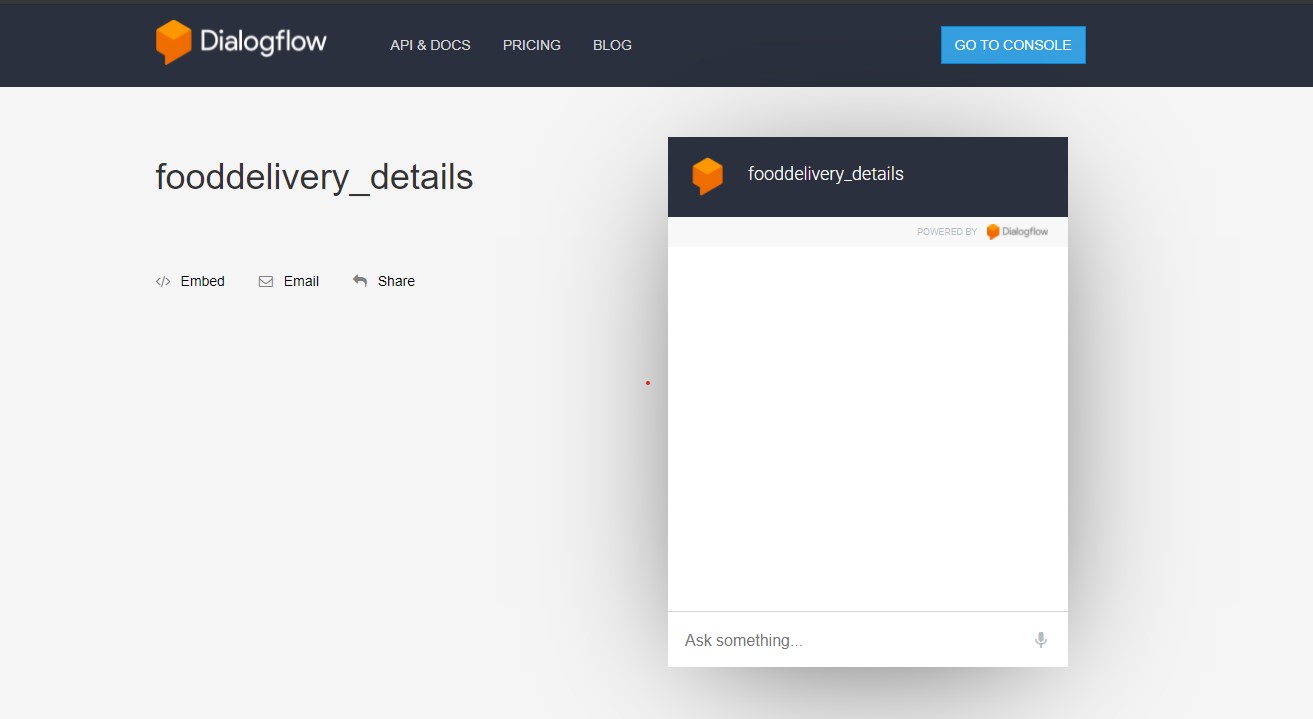 Dialogflow API & DOCS PRICING BLOG GO TO CONSOLE
fooddelivery_details
Embed Email Share
fooddelivery_details
POWERED BY Dialogflow
Ask something...